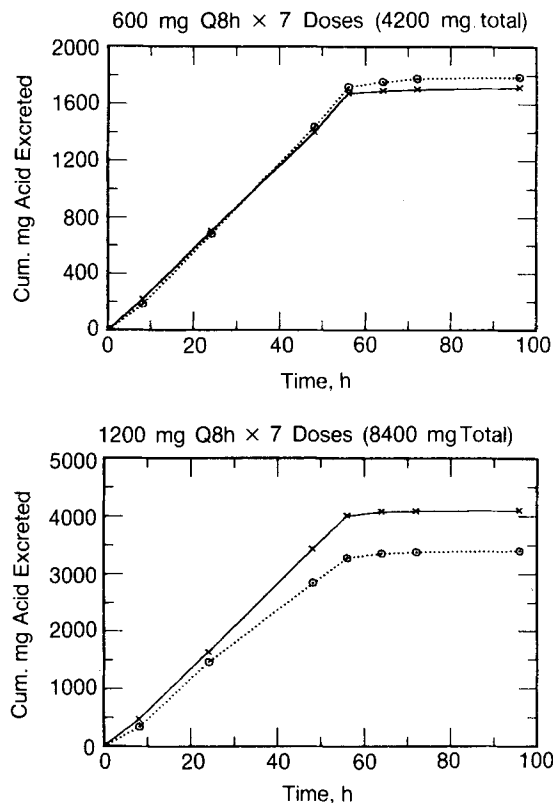 600 mg Q8h × 7 Doses (4200 mg total)
2000
1600
1200
800
400
0
Cum. mg Acid Excreted
0 20 40 60 80 100
Time, h
1200 mg Q8h × 7 Doses (8400 mg Total)
5000
4000
3000
2000
1000
0
Cum. mg Acid Excreted
0 20 40 60 80 100
Time, h